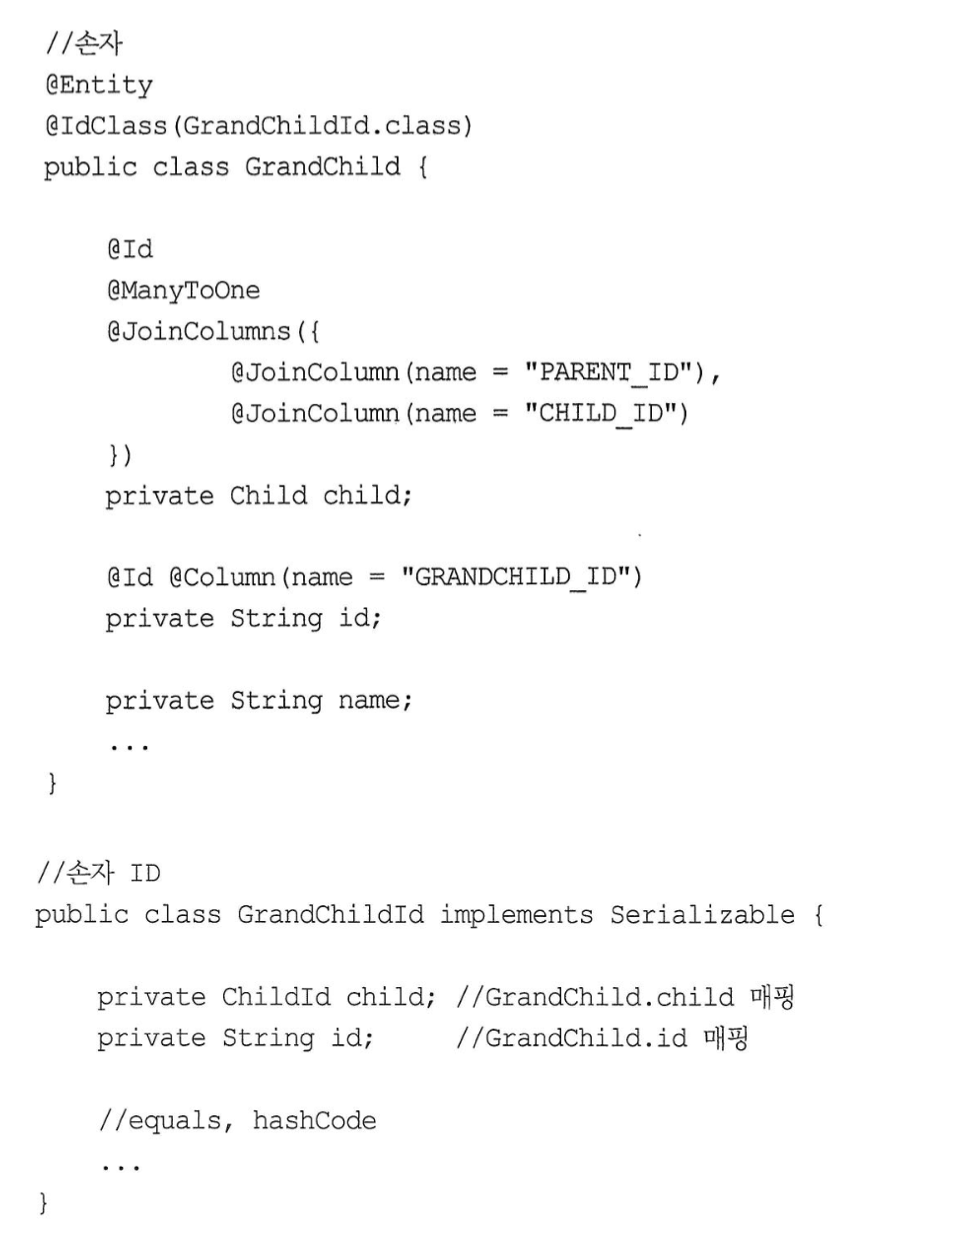 //손자
@Entity
@IdClass(GrandChildId.class)
public class GrandChild {
@Id
@ManyToOne
@JoinColumns({
@JoinColumn(name = "PARENT_ID"),
@JoinColumn(name = "CHILD_ID")
})
private Child child;
@Id @Column(name = "GRANDCHILD_ID")
private String id;
private String name;
...
}
//손자 ID
public class GrandChildId implements Serializable {
private ChildId child; //GrandChild.child 매핑
private String id; //GrandChild.id 매핑
//equals, hashCode
...
}